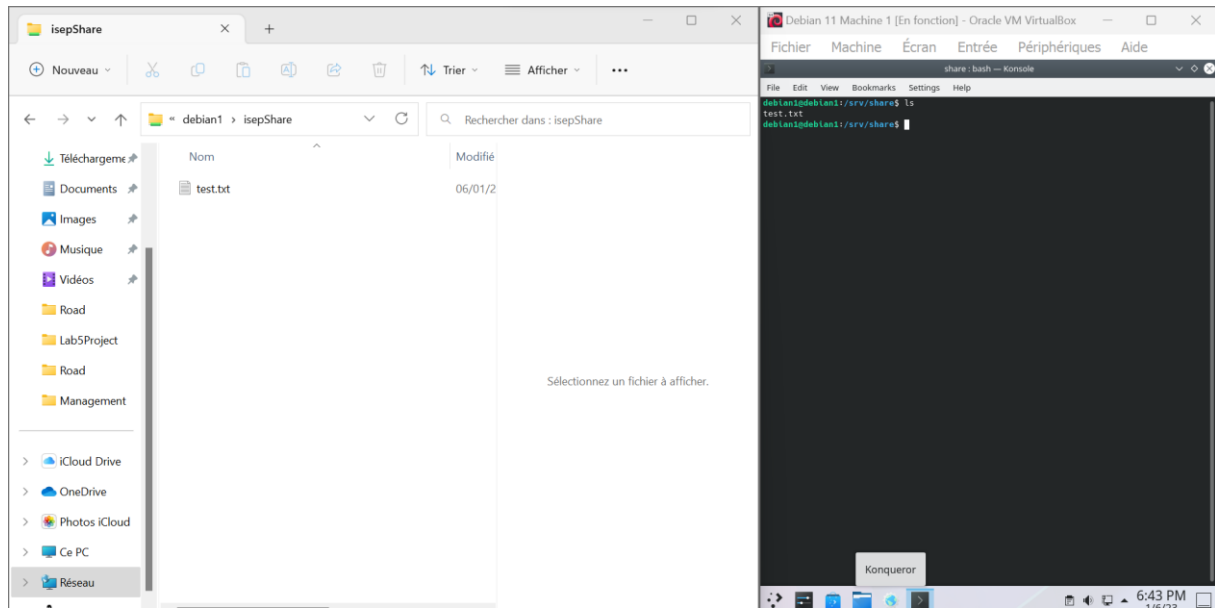 isepShare
Nouveau
Trier
Afficher
debian1 > isepShare
Rechercher dans : isepShare
Téléchargeme
Documents
Images
Musique
Vidéos
Road
Lab5Project
Road
Management
iCloud Drive
OneDrive
Photos iCloud
Ce PC
Réseau
Nom
Modifié
test.txt
06/01/2
Sélectionnez un fichier à afficher.
Debian 11 Machine 1 [En fonction] - Oracle VM VirtualBox
Fichier Machine Écran Entrée Périphériques Aide
share : bash — Konsole
File Edit View Bookmarks Settings Help
debian1@debian1:/srv/share$ ls
test.txt
debian1@debian1:/srv/share$
Konqueror
6:43 PM
1/6/23